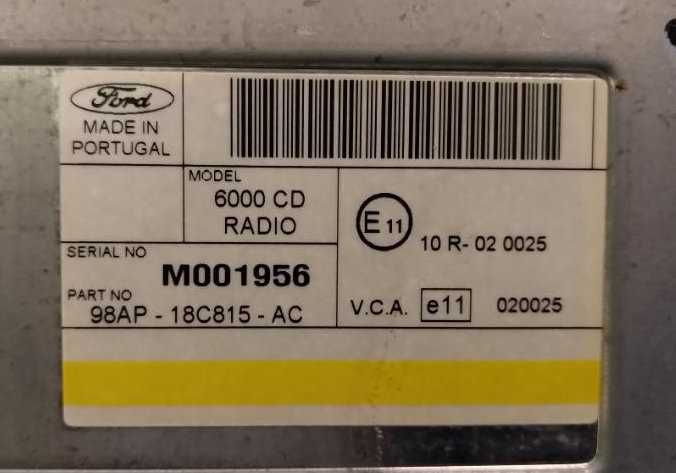 Ford
MADE IN
PORTUGAL
MODEL
6000 CD
RADIO
SERIAL NO
M001956
PART NO
98AP - 18C815 - AC
E 11
10 R- 02 0025
V.C.A. e11 020025